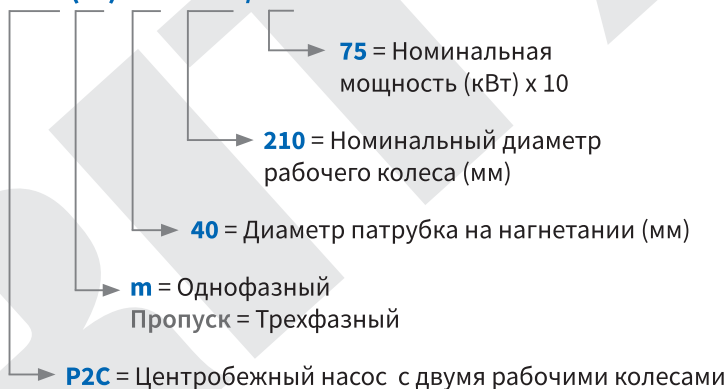 75 = Номинальная
мощность (кВт) x 10
210 = Номинальный диаметр
рабочего колеса (мм)
40 = Диаметр патрубка на нагнетании (мм)
m = Однофазный
Пропуск = Трехфазный
P2C = Центробежный насос с двумя рабочими колесами